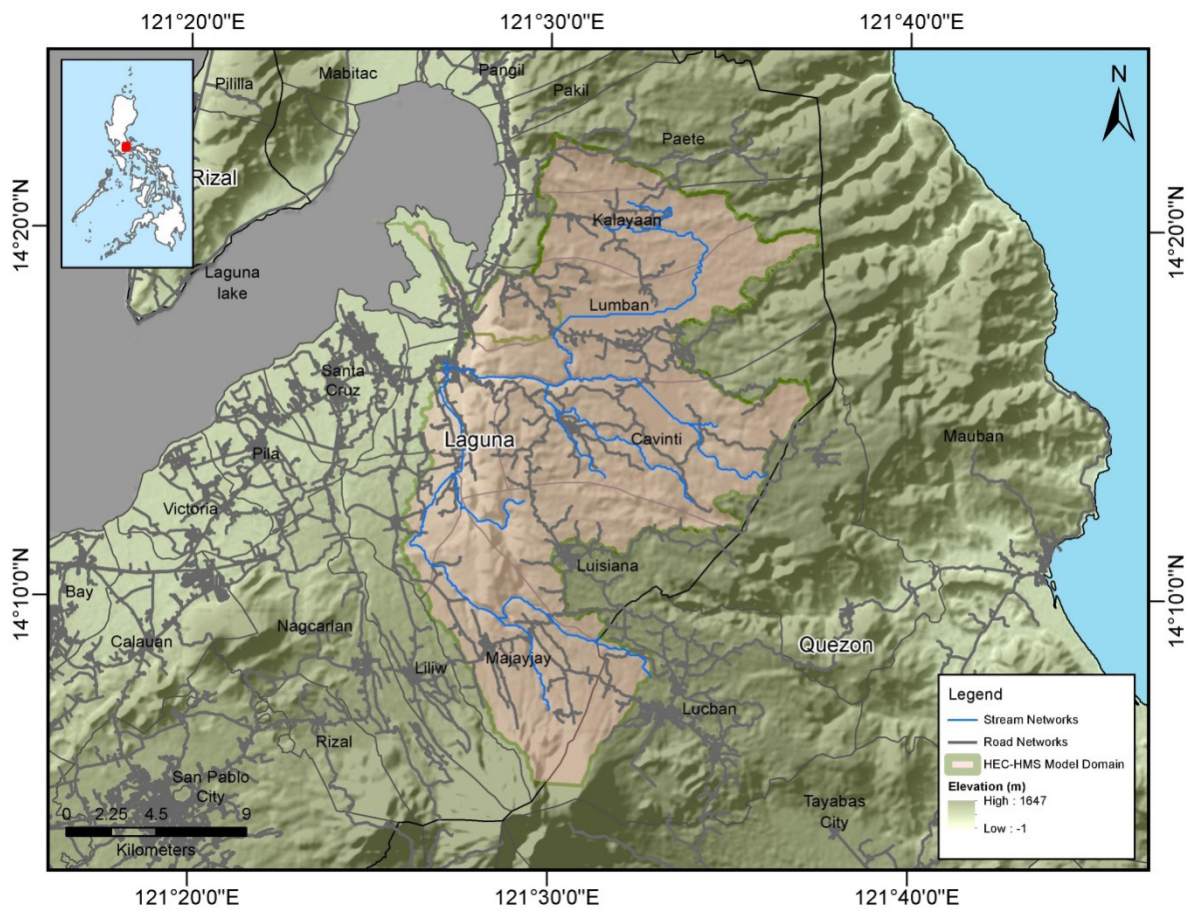 121°20'0"E
121°30'0"E
121°40'0"E
Pangil
Mabitac
Pililla
Pakil
N
Paete
Rizal
Kalayaan
14°20'0"N
14°20'0"N
Laguna
lake
Lumban
Santa
Cruz
Laguna
Cavinti
Mauban
Pila
Victoria
Luisiana
14°10'0"N
14°10'0"N
Bay
Nagcarlan
Calauan
Quezon
Majayjay
Liliw
Lucban
Rizal
San Pablo
City
Tayabas
City
0 2.25 4.5 9
Kilometers
Legend
Stream Networks
Road Networks
HEC-HMS Model Domain
Elevation (m)
High : 1647
Low : -1
121°20'0"E
121°30'0"E
121°40'0"E